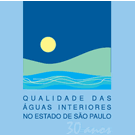 QUALIDADE DAS
ÁGUAS INTERIORES
NO ESTADO DE SÃO PAULO
30 anos